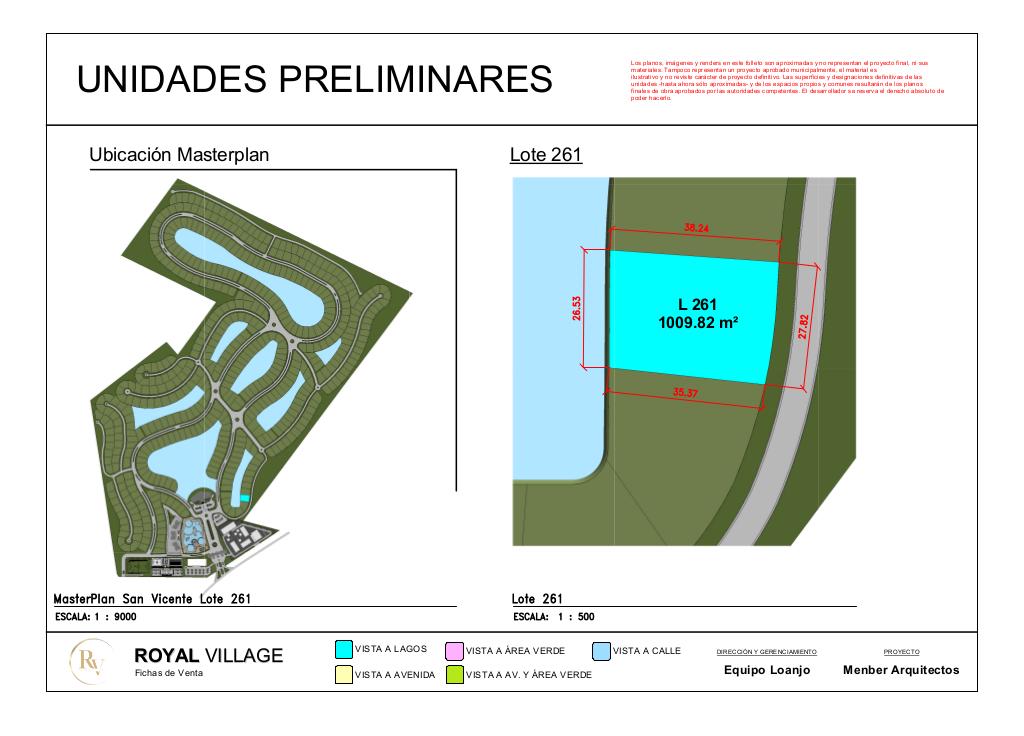 UNIDADES PRELIMINARES
Los planos, imágenes y renders en este folleto son aproximadas y no representan el proyecto final, ni sus
materiales. Tampoco representan un proyecto aprobado municipalmente, el material es
ilustrativo y no reviste carácter de proyecto definitivo. Las superficies y designaciones definitivas de las
unidades -hasta ahora sólo aproximadas- y de los espacios propios y comunes resultarán de los planos
finales de obra aprobados por las autoridades competentes. El desarrollador se reserva el derecho absoluto de
poder hacerlo.
Ubicación Masterplan
Lote 261
38.24
26.53
L 261
1009.82 m²
27.82
35.37
MasterPlan San Vicente Lote 261
ESCALA: 1 : 9000
Lote 261
ESCALA: 1 : 500
RV
ROYAL VILLAGE
Fichas de Venta
VISTA A LAGOS
VISTA A ÁREA VERDE
VISTA A CALLE
VISTA A AVENIDA
VISTA A AV. Y ÁREA VERDE
DIRECCIÓN Y GERENCIAMIENTO
Equipo Loanjo
PROYECTO
Menber Arquitectos